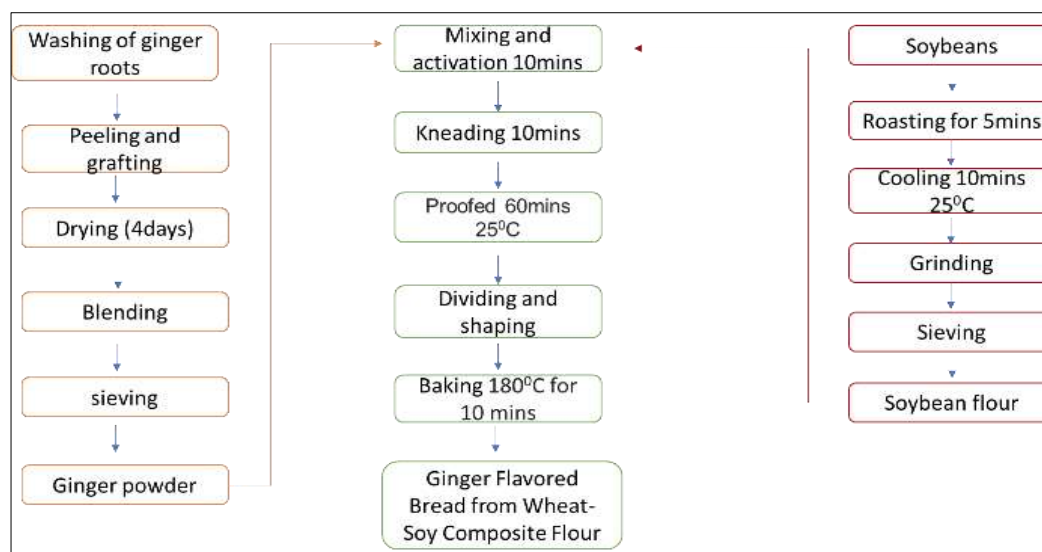 Washing of ginger
roots
Peeling and
grafting
Drying (4days)
Blending
sieving
Ginger powder
Mixing and
activation 10mins
Kneading 10mins
Proofed 60mins
25⁰C
Dividing and
shaping
Baking 180⁰C for
10 mins
Ginger Flavored
Bread from Wheat-
Soy Composite Flour
Soybeans
Roasting for 5mins
Cooling 10mins
25⁰C
Grinding
Sieving
Soybean flour